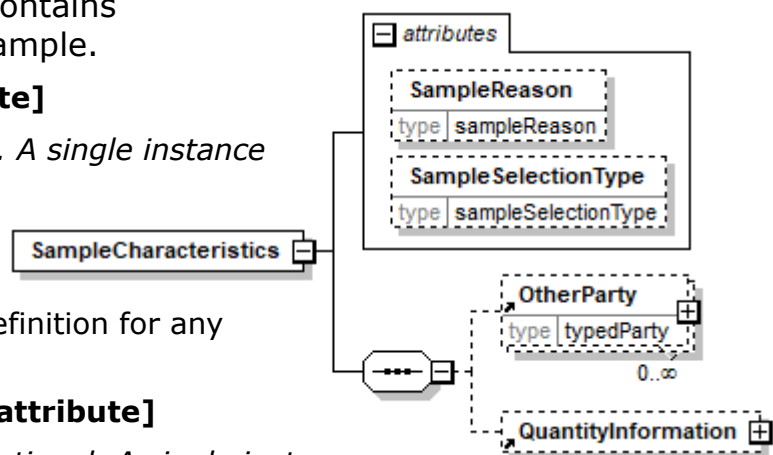 ontains
ample.
te]
. A single instance
efinition for any
attribute]
attributes
SampleReason
type sampleReason
SampleSelectionType
type sampleSelectionType
SampleCharacteristics
OtherParty
type typedParty
0..∞
QuantityInformation